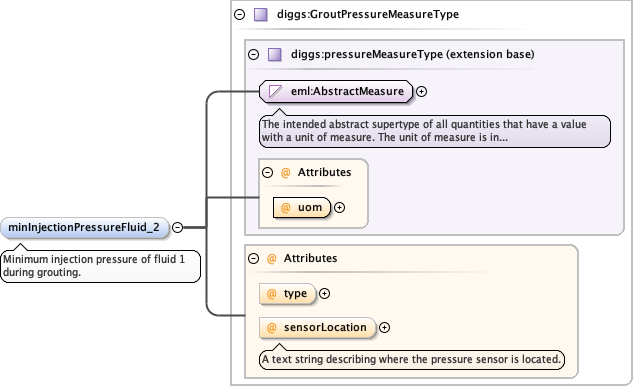 diggs:GroutPressureMeasureType
diggs:pressureMeasureType (extension base)
eml:AbstractMeasure
The intended abstract supertype of all quantities that have a value
with a unit of measure. The unit of measure is in...
@ Attributes
@ uom
minInjectionPressureFluid_2
Minimum injection pressure of fluid 1
during grouting.
@ Attributes
@ type
@ sensorLocation
A text string describing where the pressure sensor is located.